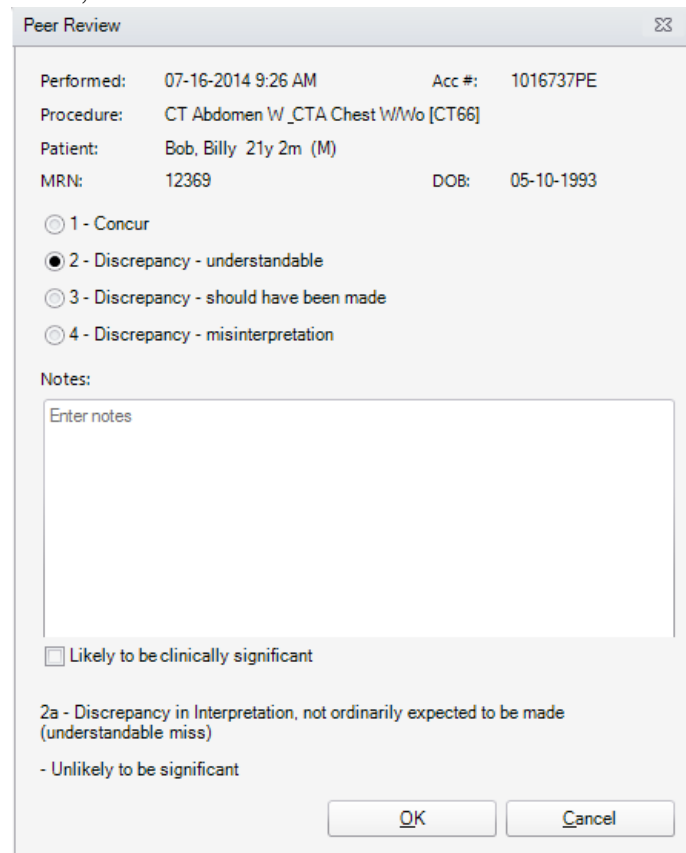 Peer Review
Performed: 07-16-2014 9:26 AM Acc #: 1016737PE
Procedure: CT Abdomen W _CTA Chest W/Wo [CT66]
Patient: Bob, Billy 21y 2m (M)
MRN: 12369 DOB: 05-10-1993
1 - Concur
2 - Discrepancy - understandable
3 - Discrepancy - should have been made
4 - Discrepancy - misinterpretation
Notes:
Enter notes
Likely to be clinically significant
2a - Discrepancy in Interpretation, not ordinarily expected to be made
(understandable miss)
- Unlikely to be significant
OK Cancel